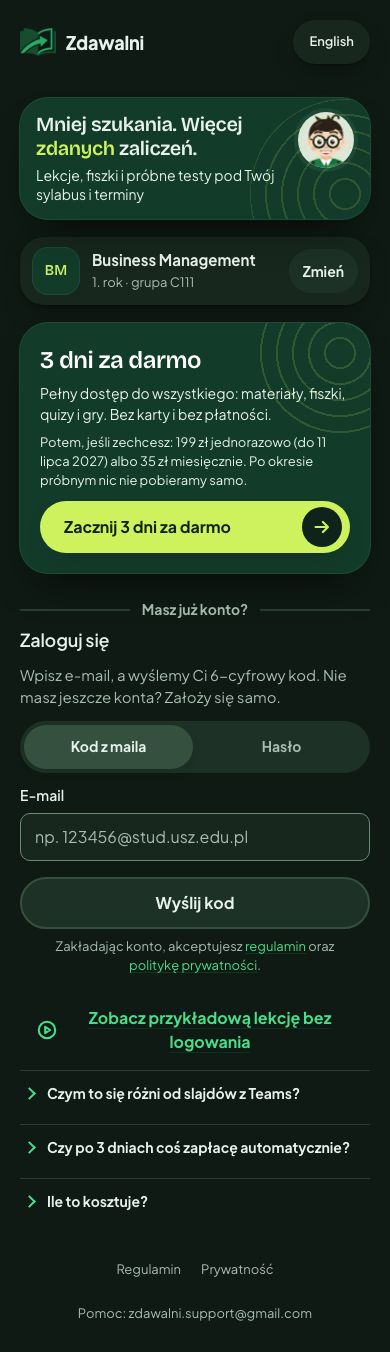 Zdawalni
English
Mniej szukania. Więcej
zdanych zaliczeń.
Lekcje, fiszki i próbne testy pod Twój
sylabus i terminy
BM
Business Management
1. rok · grupa C111
Zmień
3 dni za darmo
Pełny dostęp do wszystkiego: materiały, fiszki,
quizy i gry. Bez karty i bez płatności.
Potem, jeśli zechcesz: 199 zł jednorazowo (do 11
lipca 2027) albo 35 zł miesięcznie. Po okresie
próbnym nic nie pobieramy samo.
Zacznij 3 dni za darmo
Masz już konto?
Zaloguj się
Wpisz e-mail, a wyślemy Ci 6-cyfrowy kod. Nie
masz jeszcze konta? Założy się samo.
Kod z maila
Hasło
E-mail
np. 123456@stud.usz.edu.pl
Wyślij kod
Zakładając konto, akceptujesz regulamin oraz
politykę prywatności.
Zobacz przykładową lekcję bez
logowania
Czym to się różni od slajdów z Teams?
Czy po 3 dniach coś zapłacę automatycznie?
Ile to kosztuje?
Regulamin
Prywatność
Pomoc: zdawalni.support@gmail.com